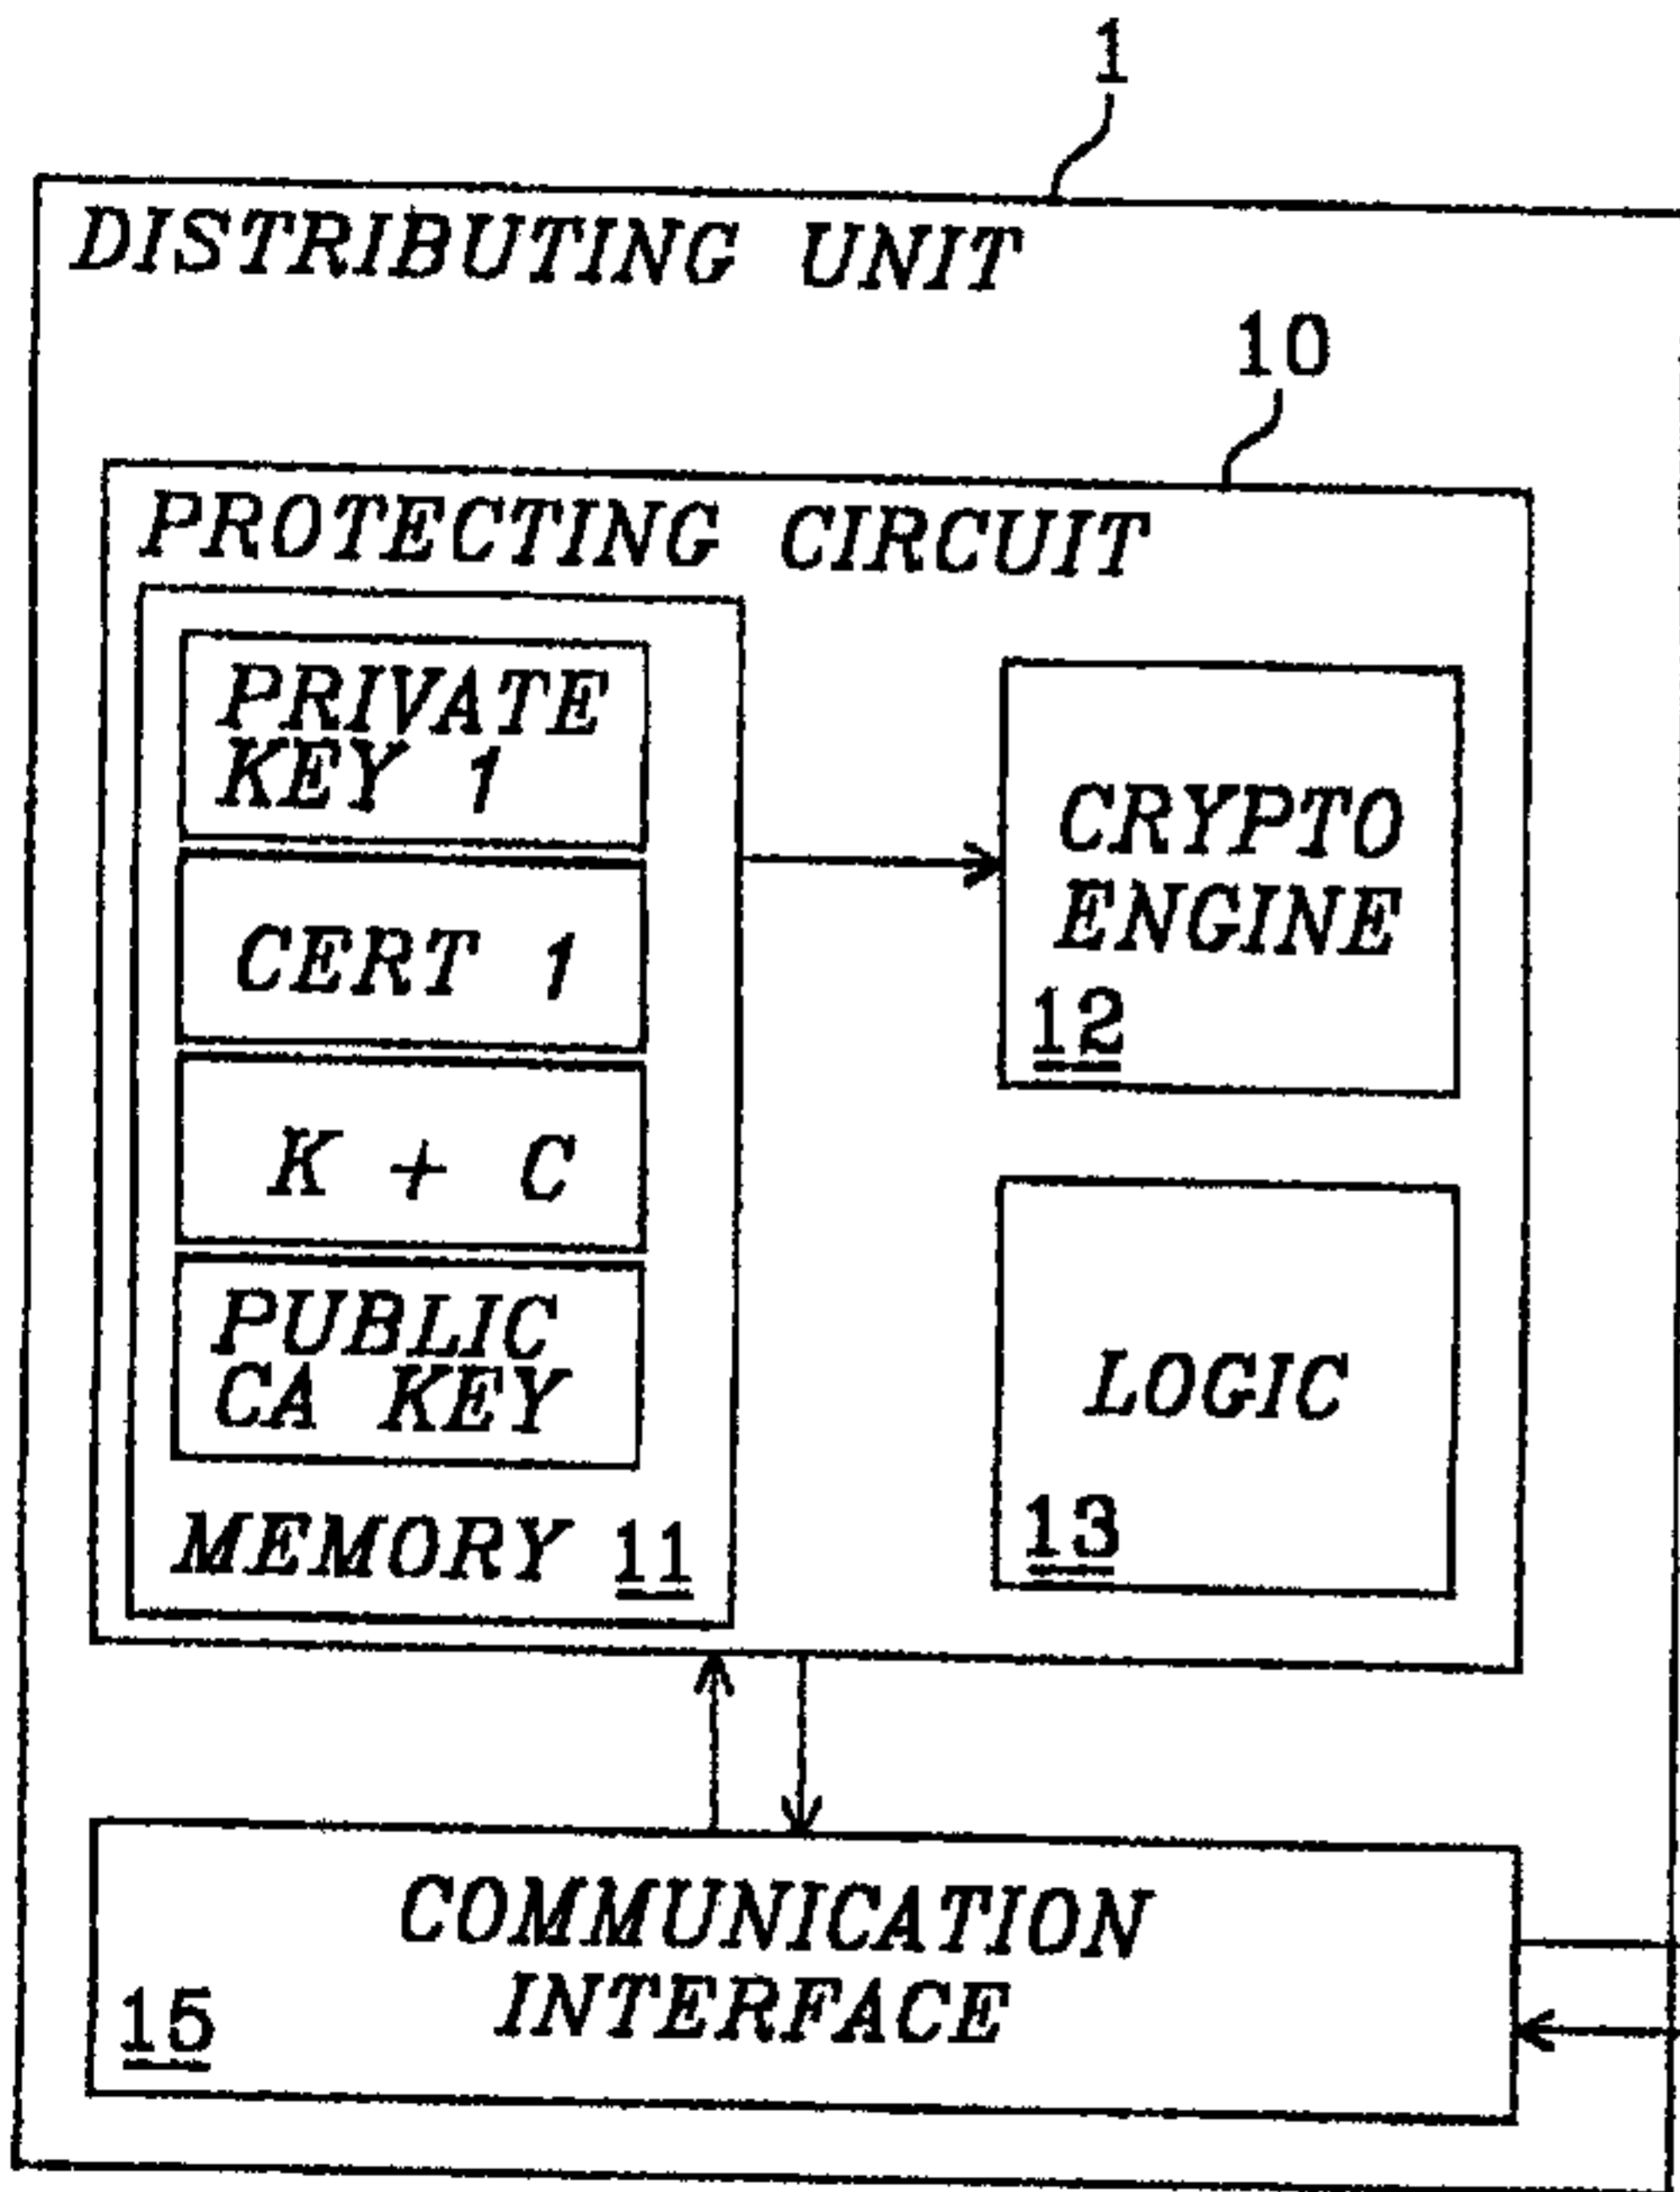 1
DISTRIBUTING UNIT
10
PROTECTING CIRCUIT
PRIVATE
KEY 1
CERT 1
K + C
PUBLIC
CA KEY
MEMORY 11
CRYPTO
ENGINE
12
LOGIC
13
COMMUNICATION
INTERFACE
15